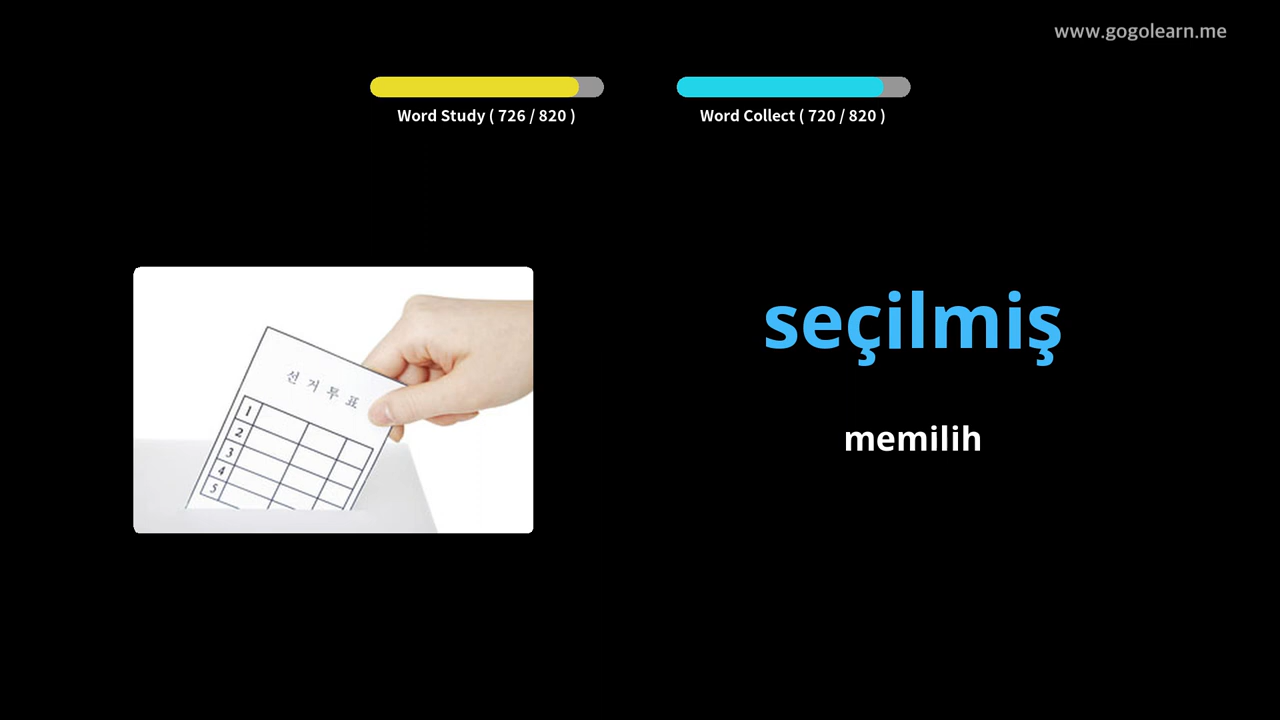 www.gogolearn.me
Word Study ( 726 / 820 )
Word Collect ( 720 / 820 )
선거투표
1
2
3
4
5
seçilmiş
memilih